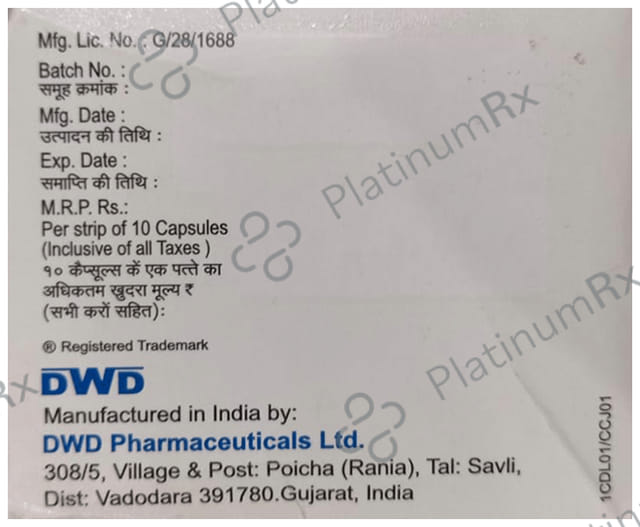 Mfg. Lic. No. : G/28/1688
Batch No. :
समूह क्रमांक :
Mfg. Date :
उत्पादन की तिथि :
Exp. Date :
समाप्ति की तिथि :
M.R.P. Rs.:
Per strip of 10 Capsules
(Inclusive of all Taxes )
१० कैप्सूल्स कें एक पत्ते का
अधिकतम खुदरा मूल्य ₹
(सभी करों सहित):
® Registered Trademark
DWD
Manufactured in India by:
DWD Pharmaceuticals Ltd.
308/5, Village & Post: Poicha (Rania), Tal: Savli,
Dist: Vadodara 391780.Gujarat, India
1CDL01/CCJ01
PlatinumRx
PlatinumRx
PlatinumRx
Rx